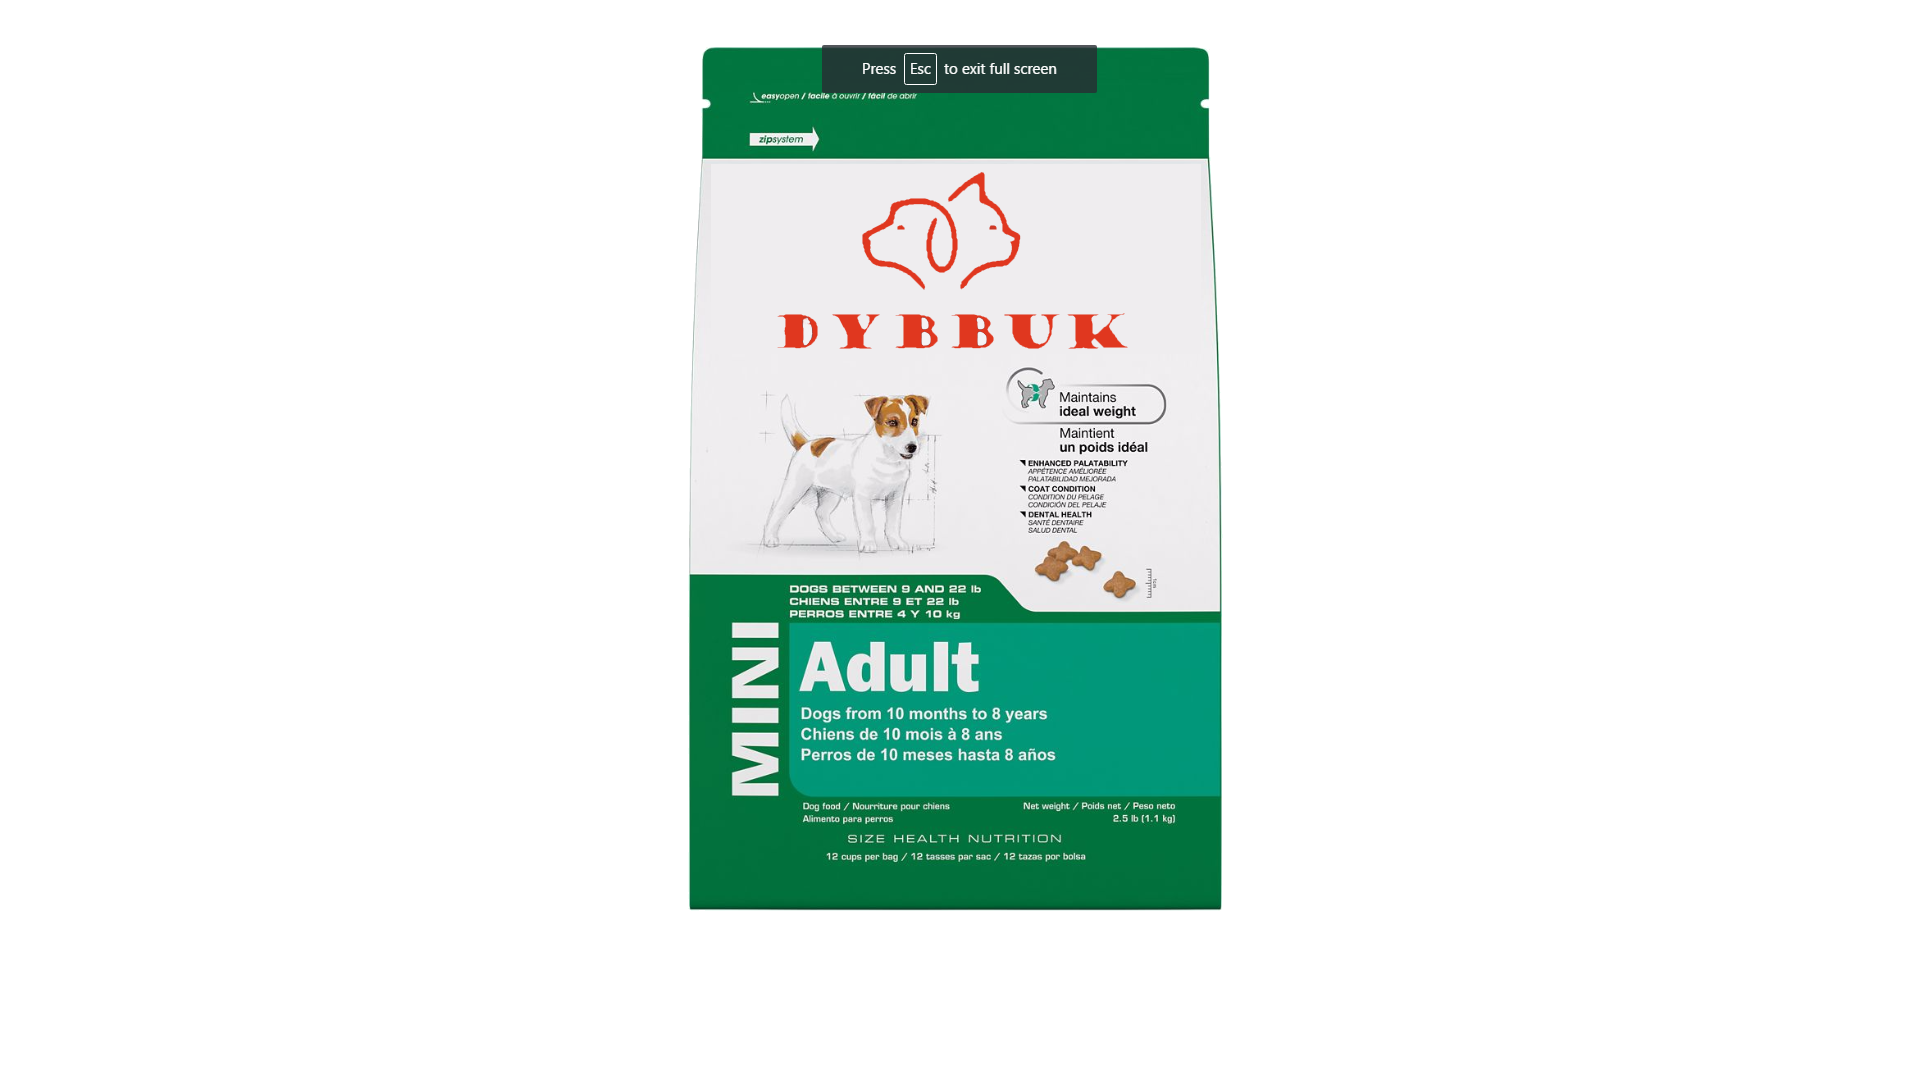 Press Esc to exit full screen
easyopen / facile à ouvrir / fácil de abrir
zipsystem
DYBBUK
Maintains
ideal weight
Maintient
un poids idéal
ENHANCED PALATABILITY
APPÉTENCE AMÉLIORÉE
PALATABILIDAD MEJORADA
COAT CONDITION
CONDITION DU PELAGE
CONDICIÓN DEL PELAJE
DENTAL HEALTH
SANTÉ DENTAIRE
SALUD DENTAL
DOGS BETWEEN 9 AND 22 lb
CHIENS ENTRE 9 ET 22 lb
PERROS ENTRE 4 Y 10 kg
MINI
Adult
Dogs from 10 months to 8 years
Chiens de 10 mois à 8 ans
Perros de 10 meses hasta 8 años
Dog food / Nourriture pour chiens
Alimento para perros
Net weight / Poids net / Peso neto
2.5 lb (1.1 kg)
SIZE HEALTH NUTRITION
12 cups per bag / 12 tasses par sac / 12 tazas por bolsa